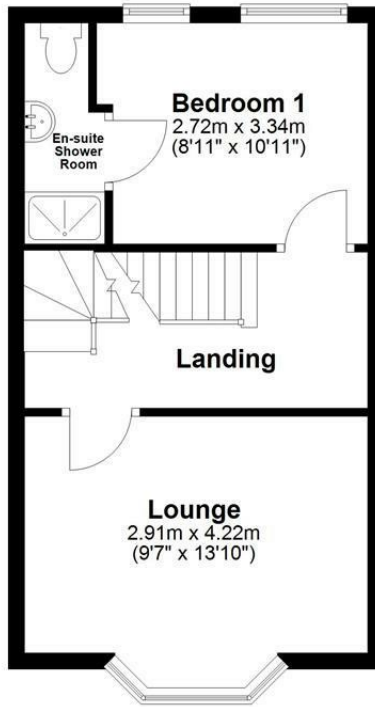 Bedroom 1
2.72m x 3.34m
(8'11" x 10'11")
En-suite
Shower
Room
Landing
Lounge
2.91m x 4.22m
(9'7" x 13'10")